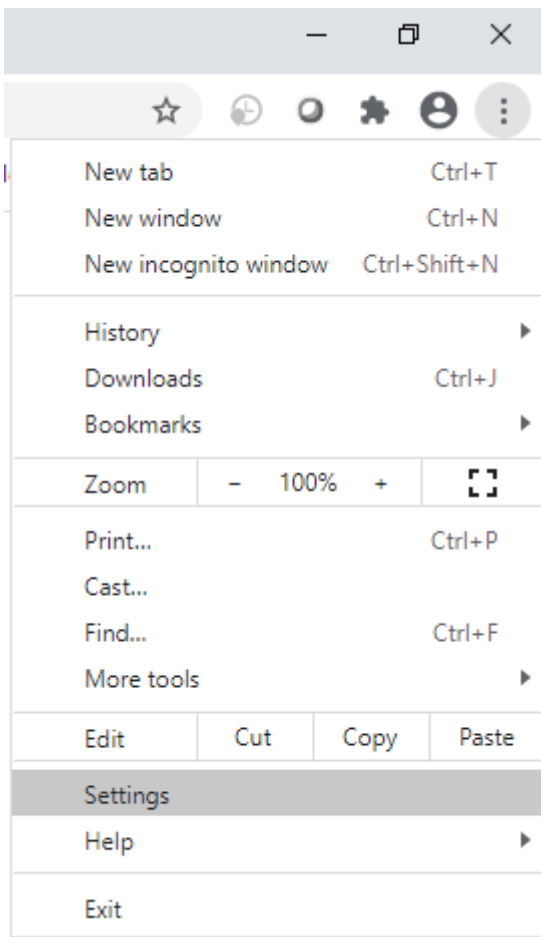 New tab Ctrl+T
New window Ctrl+N
New incognito window Ctrl+Shift+N
History
Downloads Ctrl+J
Bookmarks
Zoom - 100% +
Print... Ctrl+P
Cast...
Find... Ctrl+F
More tools
Edit Cut Copy Paste
Settings
Help
Exit